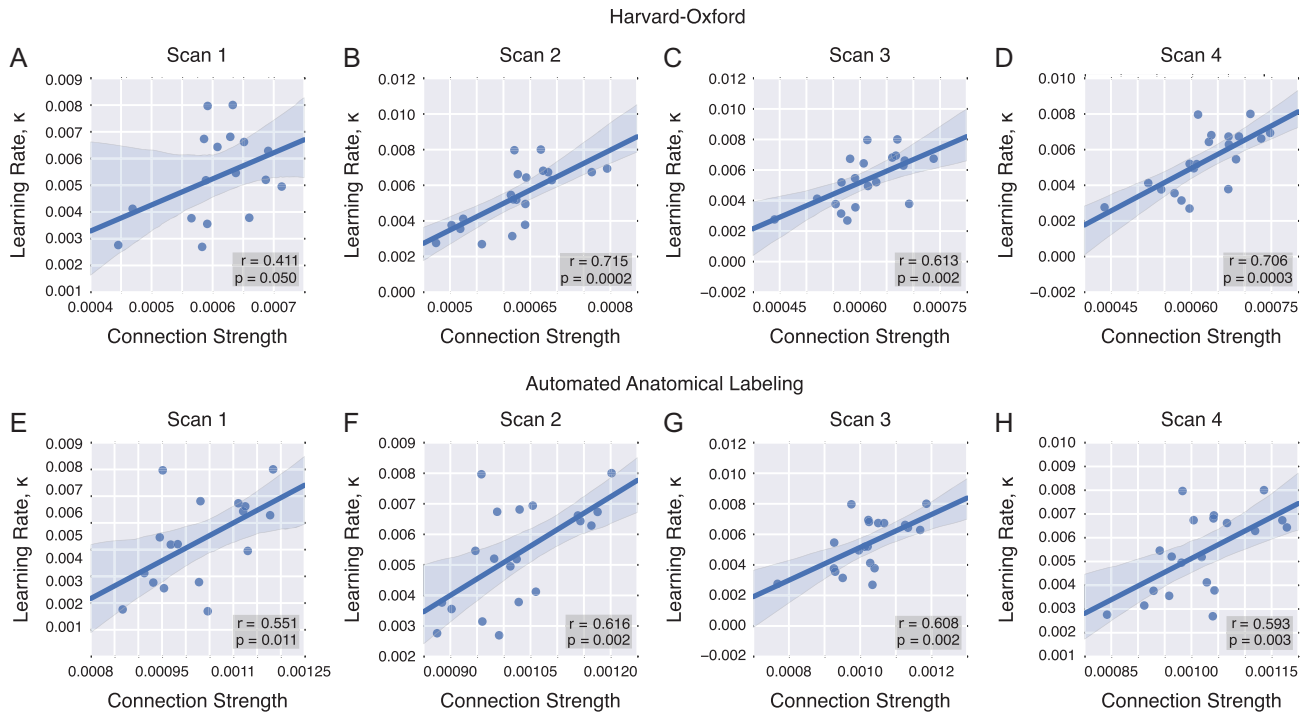 Harvard-Oxford
A
Scan 1
Learning Rate, κ
0.009
0.008
0.007
0.006
0.005
0.004
0.003
0.002
0.001
r = 0.411
p = 0.050
0.0004
0.0005
0.0006
0.0007
Connection Strength
B
Scan 2
Learning Rate, κ
0.012
0.010
0.008
0.006
0.004
0.002
0.000
r = 0.715
p = 0.0002
0.0005
0.00065
0.0008
Connection Strength
C
Scan 3
Learning Rate, κ
0.012
0.010
0.008
0.006
0.004
0.002
0.000
−0.002
r = 0.613
p = 0.002
0.00045
0.00060
0.00075
Connection Strength
D
Scan 4
Learning Rate, κ
0.010
0.008
0.006
0.004
0.002
0.000
−0.002
r = 0.706
p = 0.0003
0.00045
0.00060
0.00075
Connection Strength
Automated Anatomical Labeling
E
Scan 1
Learning Rate, κ
0.009
0.008
0.007
0.006
0.005
0.004
0.003
0.002
0.001
r = 0.551
p = 0.011
0.0008
0.00095
0.0011
0.00125
Connection Strength
F
Scan 2
Learning Rate, κ
0.009
0.008
0.007
0.006
0.005
0.004
0.003
0.002
r = 0.616
p = 0.002
0.00090
0.00105
0.00120
Connection Strength
G
Scan 3
Learning Rate, κ
0.012
0.010
0.008
0.006
0.004
0.002
0.000
−0.002
r = 0.608
p = 0.002
0.0008
0.0010
0.0012
Connection Strength
H
Scan 4
Learning Rate, κ
0.010
0.009
0.008
0.007
0.006
0.005
0.004
0.003
0.002
0.001
r = 0.593
p = 0.003
0.00085
0.00100
0.00115
Connection Strength